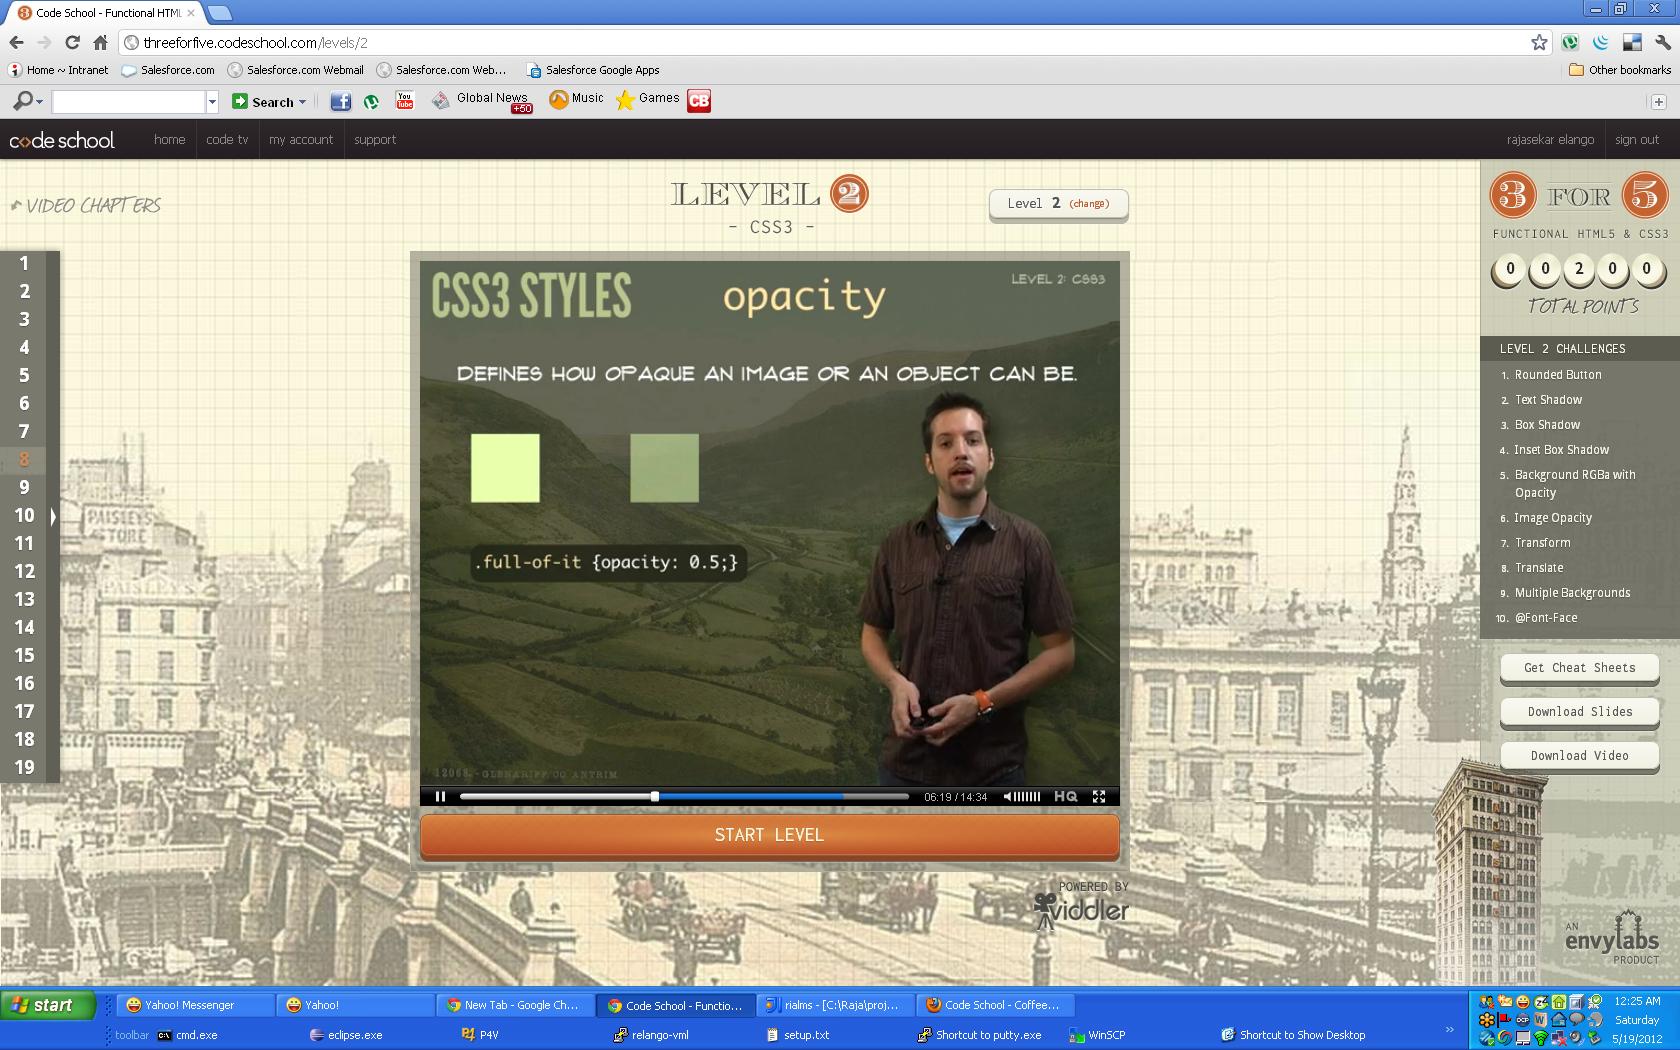 Code School - Functional HTML
threeforfive.codeschool.com/levels/2
Home ~ Intranet
Salesforce.com
Salesforce.com Webmail
Salesforce.com Web...
Salesforce Google Apps
Other bookmarks
Search
You Tube
Global News
+50
Music
Games
CB
code school
home
code tv
my account
support
rajasekar elango
sign out
VIDEO CHAPTERS
LEVEL 2
- CSS3 -
Level 2 (change)
3 FOR 5
FUNCTIONAL HTML5 & CSS3
0 0 2 0 0
TOTAL POINTS
1
2
3
4
5
6
7
8
9
10
11
12
13
14
15
16
17
18
19
CSS3 STYLES
opacity
LEVEL 2: CSS3
DEFINES HOW OPAQUE AN IMAGE OR AN OBJECT CAN BE.
.full-of-it {opacity: 0.5;}
12068. - GLENARIFF/CO ANTRIM
06:19 / 14:34
HQ
START LEVEL
POWERED BY
viddler
LEVEL 2 CHALLENGES
1. Rounded Button
2. Text Shadow
3. Box Shadow
4. Inset Box Shadow
5. Background RGBa with
Opacity
6. Image Opacity
7. Transform
8. Translate
9. Multiple Backgrounds
10. @Font-Face
Get Cheat Sheets
Download Slides
Download Video
PAISLEY'S
STORE
AN
envylabs
PRODUCT
start
Yahoo! Messenger
Yahoo!
New Tab - Google Ch...
Code School - Functio...
rialms - [C:\Raja\proj...
Code School - Coffee...
12:25 AM
Saturday
5/19/2012
toolbar
cmd.exe
eclipse.exe
P4V
relango-vml
setup.txt
Shortcut to putty.exe
WinSCP
Shortcut to Show Desktop